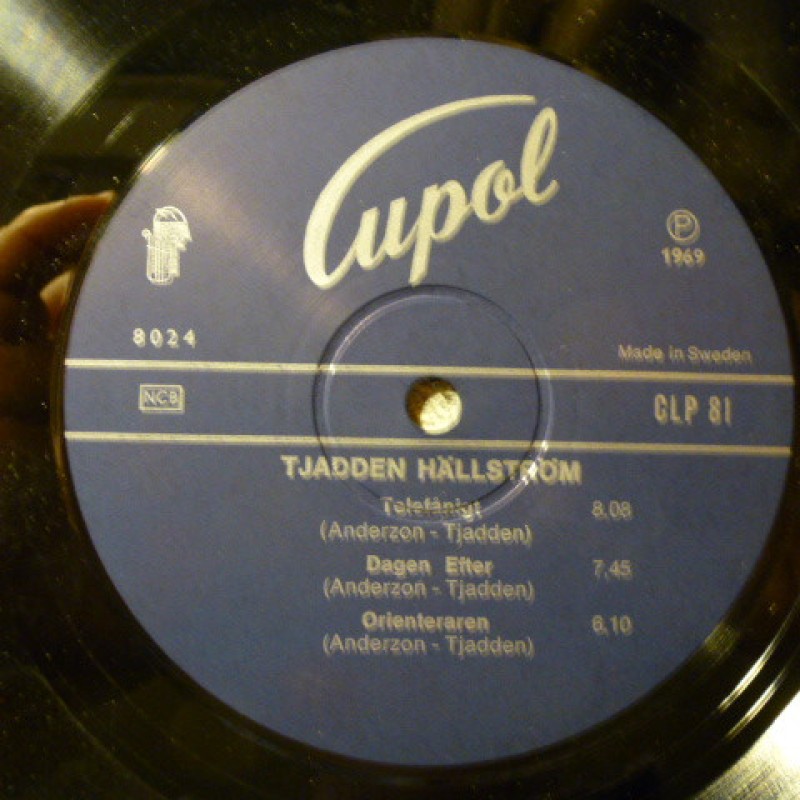 Cupol
℗
1969
8024
Made in Sweden
NCB
CLP 81
TJADDEN HÄLLSTRÖM
Telefånigt 8.08
(Anderzon - Tjadden)
Dagen Efter 7.45
(Anderzon - Tjadden)
Orienteraren 6.10
(Anderzon - Tjadden)